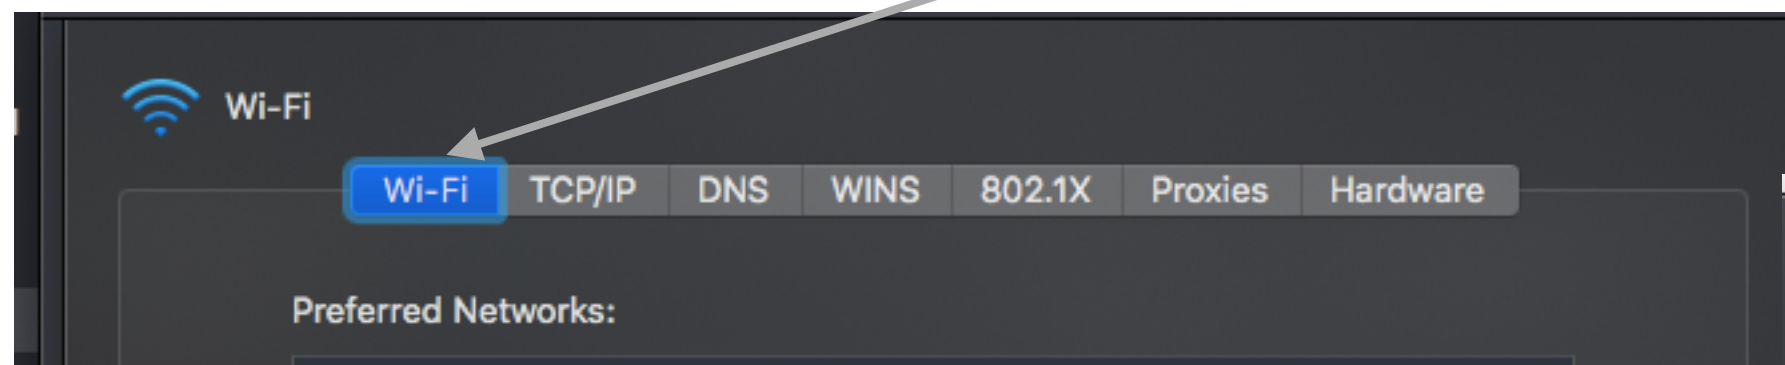 Wi-Fi
Wi-Fi TCP/IP DNS WINS 802.1X Proxies Hardware
Preferred Networks: